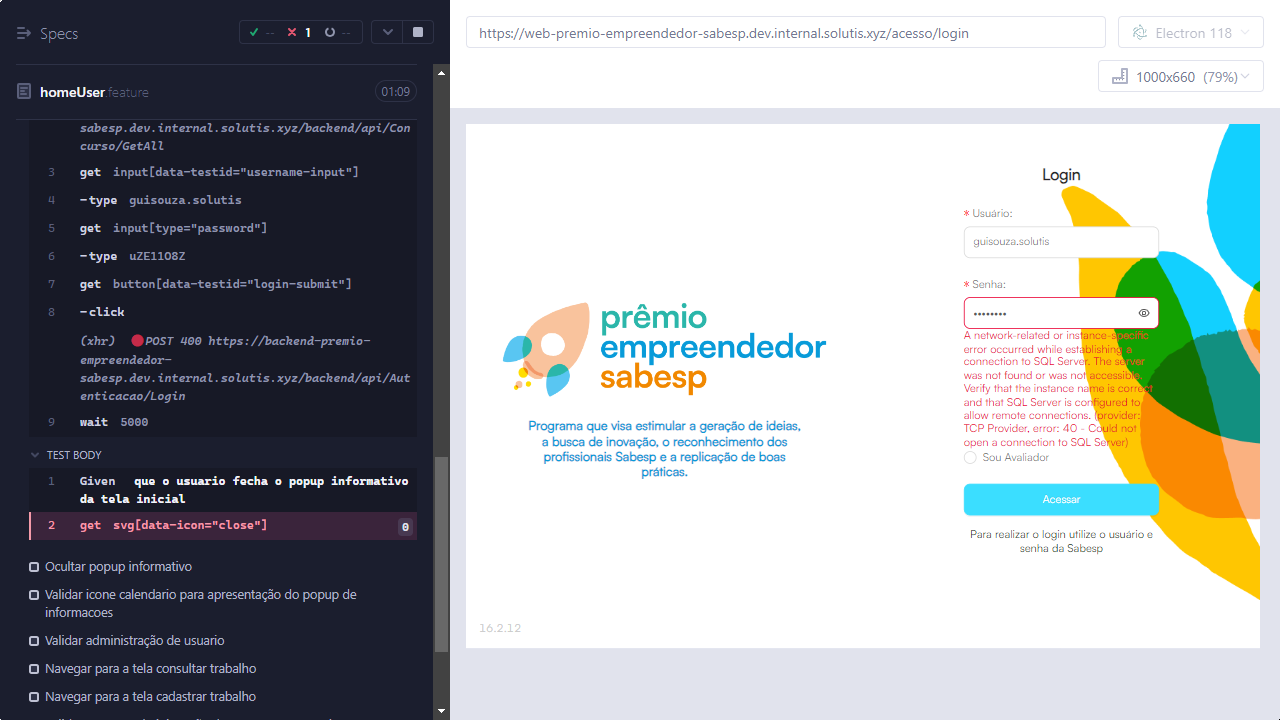 Specs
-- 1 --
homeUser.feature 01:09
sabesp.dev.internal.solutis.xyz/backend/api/Con
curso/GetAll
3 get input[data-testid="username-input"]
4 -type guisouza.solutis
5 get input[type="password"]
6 -type uZE11O8Z
7 get button[data-testid="login-submit"]
8 -click
(xhr) POST 400 https://backend-premio-
empreendedor-
sabesp.dev.internal.solutis.xyz/backend/api/Aut
enticacao/Login
9 wait 5000
TEST BODY
1 Given que o usuario fecha o popup informativo
da tela inicial
2 get svg[data-icon="close"] 0
Ocultar popup informativo
Validar icone calendario para apresentação do popup de
informacoes
Validar administração de usuario
Navegar para a tela consultar trabalho
Navegar para a tela cadastrar trabalho
https://web-premio-empreendedor-sabesp.dev.internal.solutis.xyz/acesso/login
Electron 118
1000x660 (79%)
prêmio
empreendedor
sabesp
Programa que visa estimular a geração de ideias,
a busca de inovação, o reconhecimento dos
profissionais Sabesp e a replicação de boas
práticas.
16.2.12
Login
* Usuário:
guisouza.solutis
* Senha:
••••••••
A network-related or instance-specific
error occurred while establishing a
connection to SQL Server. The server
was not found or was not accessible.
Verify that the instance name is correct
and that SQL Server is configured to
allow remote connections. (provider:
TCP Provider, error: 40 - Could not
open a connection to SQL Server)
Sou Avaliador
Acessar
Para realizar o login utilize o usuário e
senha da Sabesp